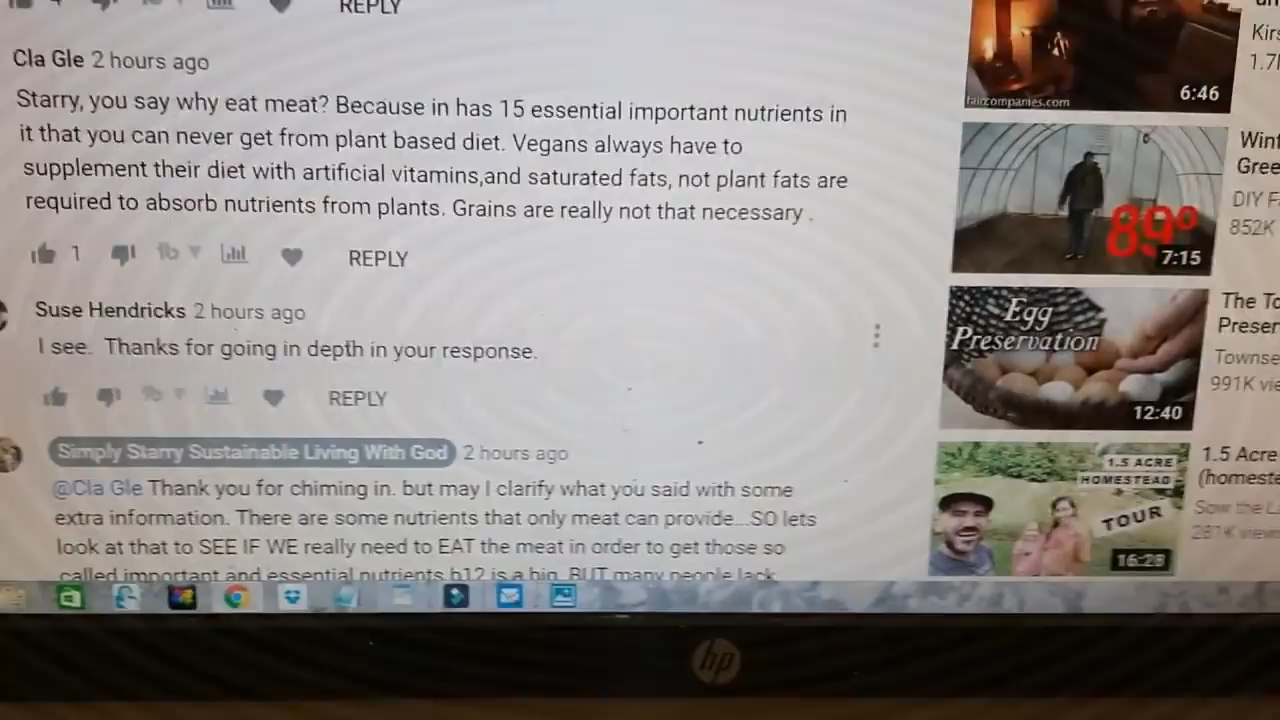 REPLY
Cla Gle 2 hours ago
Starry, you say why eat meat? Because in has 15 essential important nutrients in
it that you can never get from plant based diet. Vegans always have to
supplement their diet with artificial vitamins,and saturated fats, not plant fats are
required to absorb nutrients from plants. Grains are really not that necessary .
1
REPLY
Suse Hendricks 2 hours ago
I see. Thanks for going in depth in your response.
REPLY
Simply Starry Sustainable Living With God 2 hours ago
@Cla Gle Thank you for chiming in. but may I clarify what you said with some
extra information. There are some nutrients that only meat can provide...SO lets
look at that to SEE IF WE really need to EAT the meat in order to get those so
called important and essential nutrients.b12 is a big. BUT many people lack
faircompanies.com
6:46
Kirs
1.7
89º
7:15
Wint
Gree
DIY F
852K
Egg
Preservation
12:40
The To
Preser
Townse
991K vie
1.5 ACRE
HOMESTEAD
TOUR
16:28
1.5 Acre
(homeste
Sow the L
281K view
hp